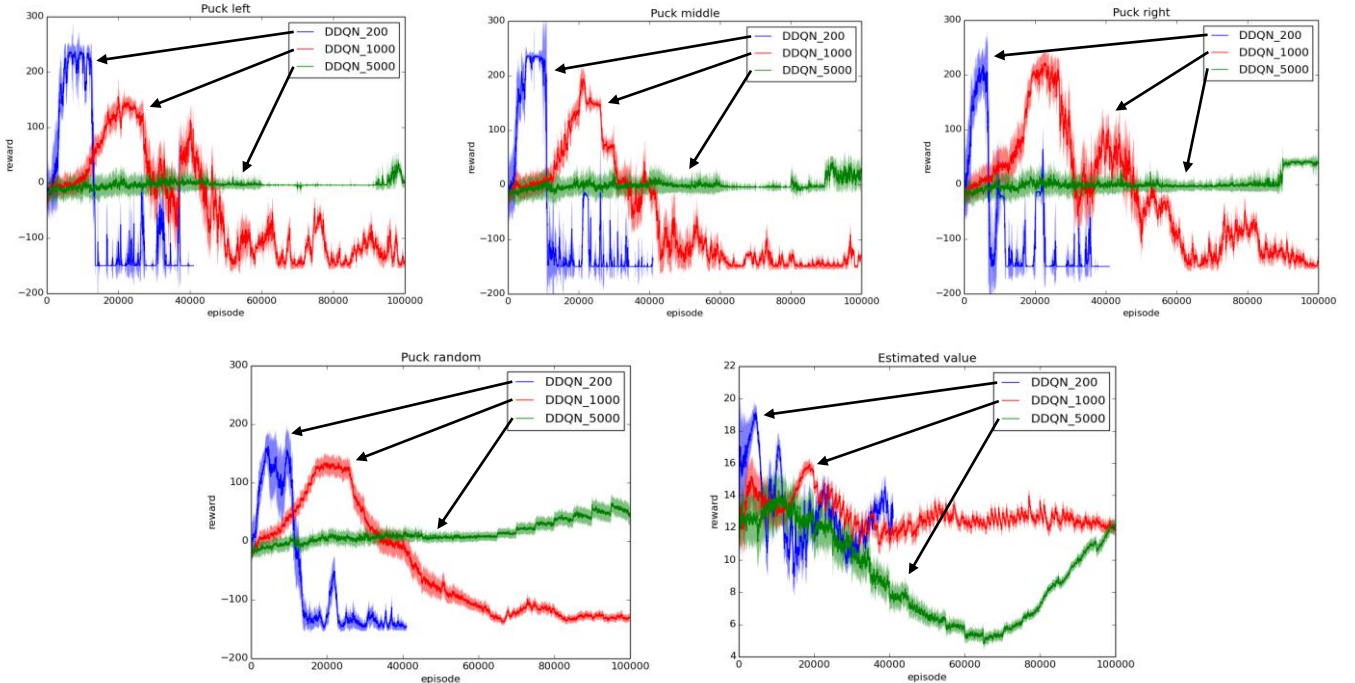 Puck left
300
200
100
0
−100
−200
reward
0
20000
40000
60000
80000
100000
episode
DDQN_200
DDQN_1000
DDQN_5000
Puck middle
300
200
100
0
−100
−200
reward
0
20000
40000
60000
80000
100000
episode
DDQN_200
DDQN_1000
DDQN_5000
Puck right
300
200
100
0
−100
−200
reward
0
20000
40000
60000
80000
100000
episode
DDQN_200
DDQN_1000
DDQN_5000
Puck random
300
200
100
0
−100
−200
reward
0
20000
40000
60000
80000
100000
episode
DDQN_200
DDQN_1000
DDQN_5000
Estimated value
22
20
18
16
14
12
10
8
6
4
reward
0
20000
40000
60000
80000
100000
episode
DDQN_200
DDQN_1000
DDQN_5000